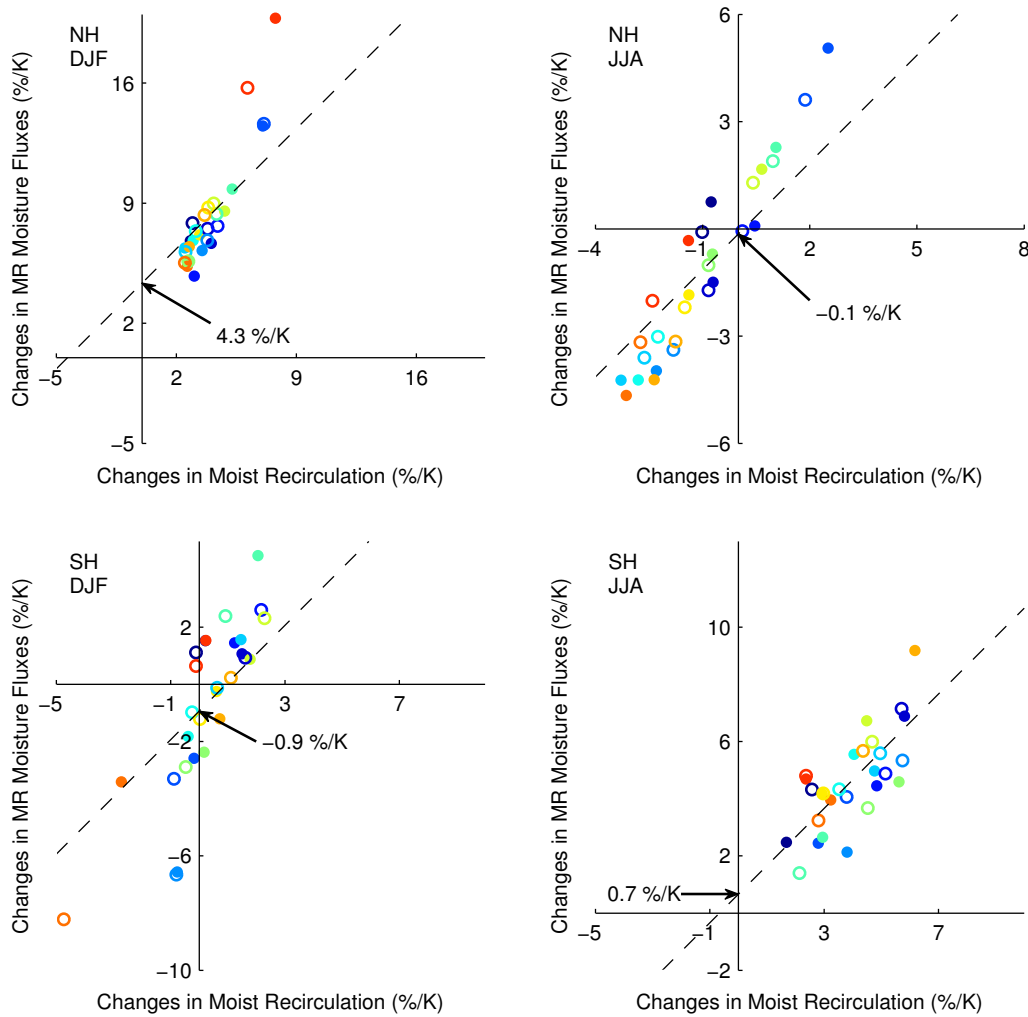 NH
DJF
Changes in MR Moisture Fluxes (%/K)
16
9
2
−5
−5
2
9
16
4.3 %/K
Changes in Moist Recirculation (%/K)
NH
JJA
Changes in MR Moisture Fluxes (%/K)
6
3
−3
−6
−4
−1
2
5
8
−0.1 %/K
Changes in Moist Recirculation (%/K)
SH
DJF
Changes in MR Moisture Fluxes (%/K)
2
−2
−6
−10
−5
−1
3
7
−0.9 %/K
Changes in Moist Recirculation (%/K)
SH
JJA
Changes in MR Moisture Fluxes (%/K)
10
6
2
−2
−5
−1
3
7
0.7 %/K
Changes in Moist Recirculation (%/K)